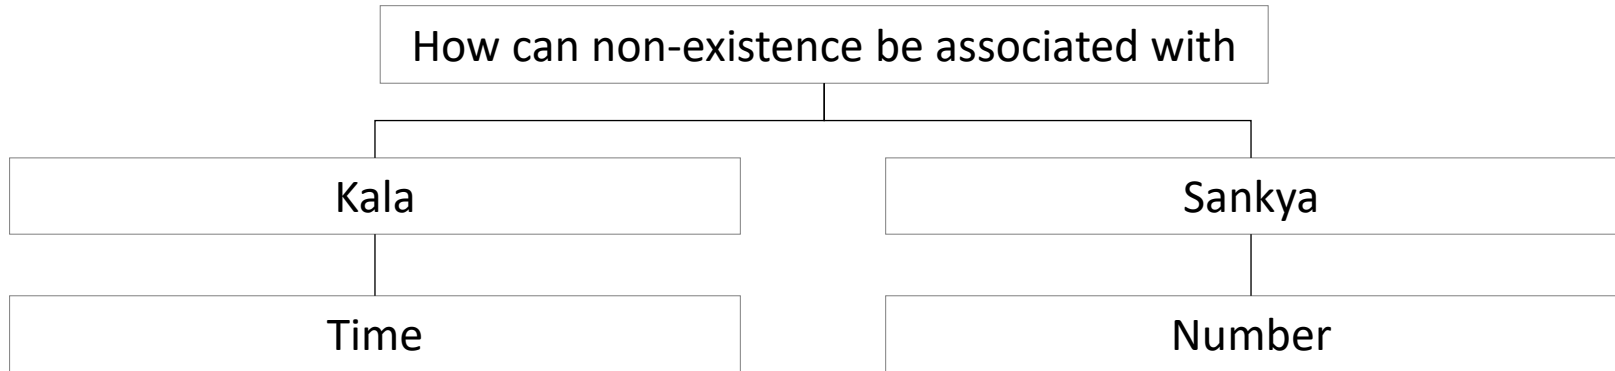 How can non-existence be associated with
Kala
Sankya
Time
Number